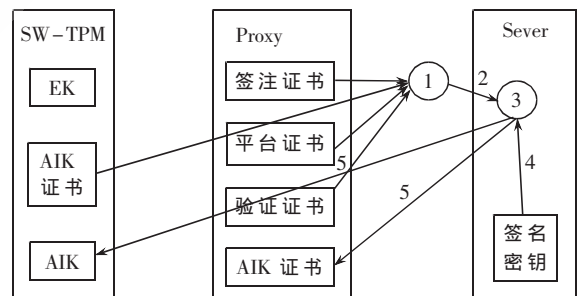 SW-TPM
EK
AIK
证书
AIK
Proxy
签注证书
平台证书
验证证书
AIK 证书
1
2
3
4
5
5
Sever
签名
密钥